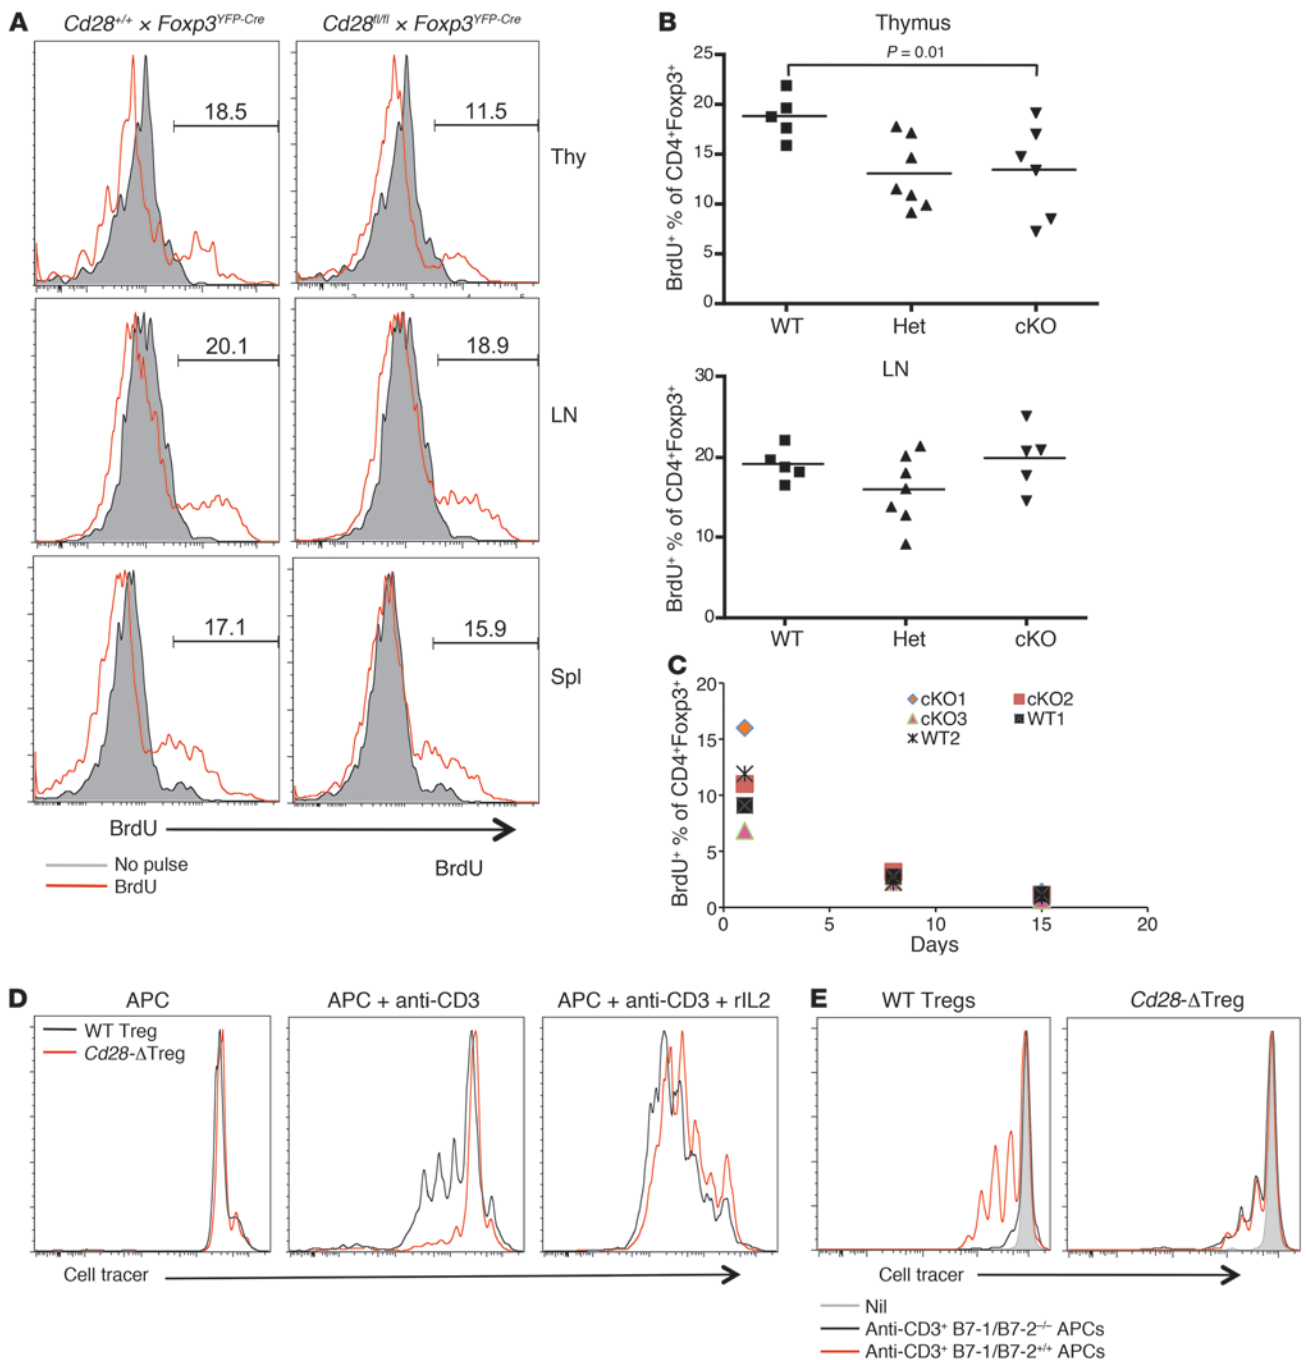 A
Cd28+/+ × Foxp3YFP-Cre
Cd28fl/fl × Foxp3YFP-Cre
18.5
11.5
Thy
20.1
18.9
LN
17.1
15.9
Spl
BrdU
BrdU
No pulse
BrdU
B
Thymus
P = 0.01
BrdU+ % of CD4+Foxp3+
25
20
15
10
5
0
WT
Het
cKO
LN
BrdU+ % of CD4+Foxp3+
30
20
10
0
WT
Het
cKO
C
BrdU+ % of CD4+Foxp3+
20
15
10
5
0
cKO1
cKO2
cKO3
WT1
WT2
0
5
10
15
20
Days
D
APC
APC + anti-CD3
APC + anti-CD3 + rIL2
WT Treg
Cd28-ΔTreg
Cell tracer
E
WT Tregs
Cd28-ΔTreg
Cell tracer
Nil
Anti-CD3+ B7-1/B7-2–/– APCs
Anti-CD3+ B7-1/B7-2+/+ APCs